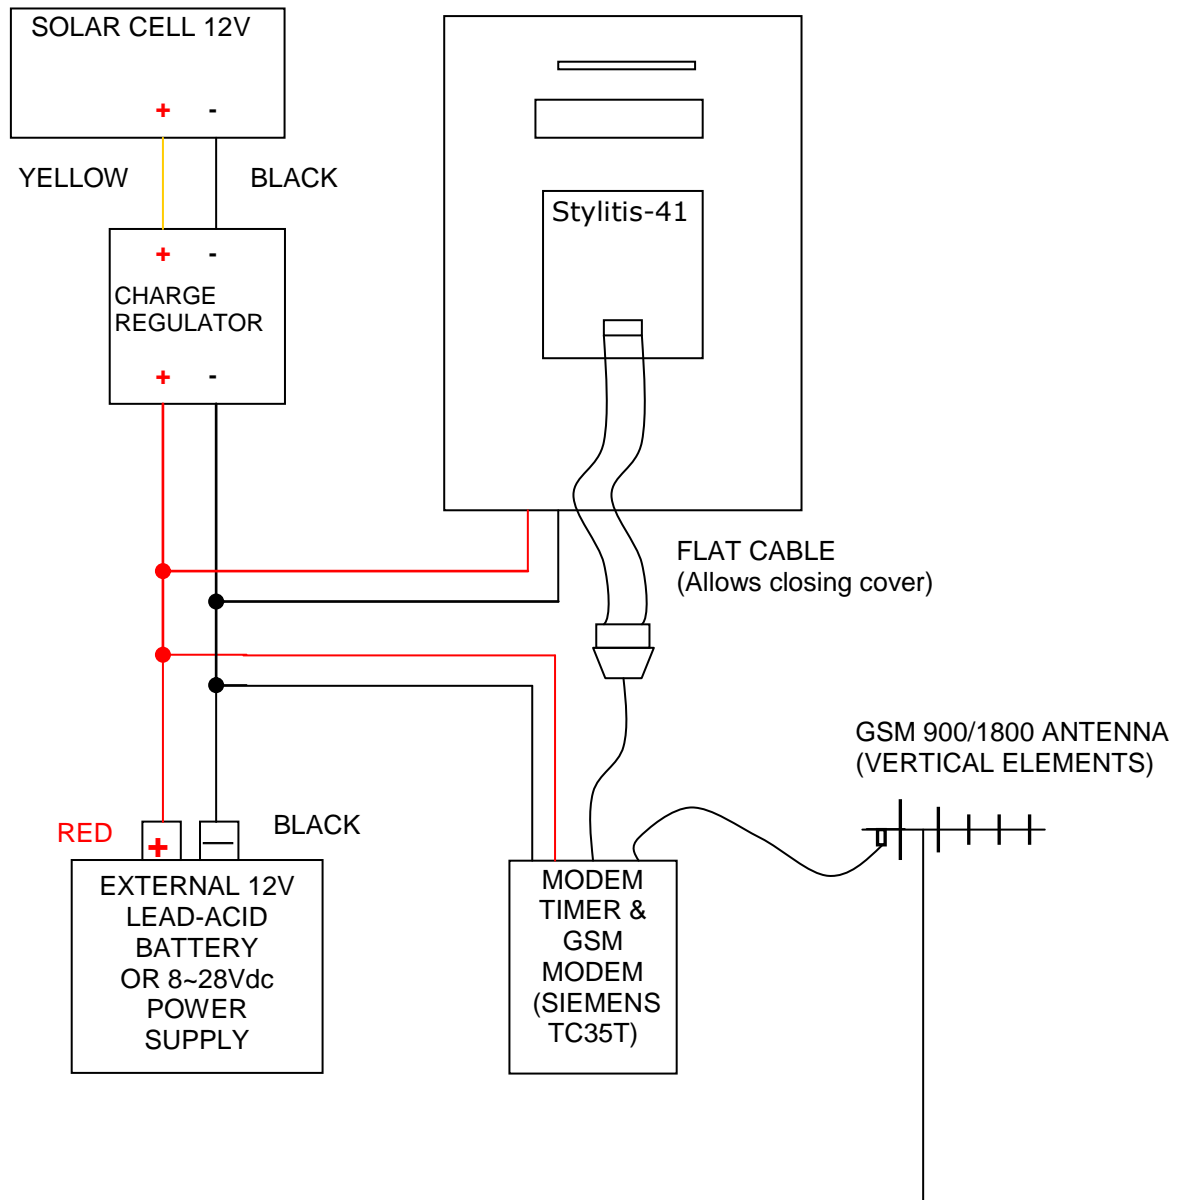 SOLAR CELL 12V
+ -
YELLOW
BLACK
+ -
CHARGE
REGULATOR
+ -
Stylitis-41
FLAT CABLE
(Allows closing cover)
GSM 900/1800 ANTENNA
(VERTICAL ELEMENTS)
RED
BLACK
+ —
EXTERNAL 12V
LEAD-ACID
BATTERY
OR 8~28Vdc
POWER
SUPPLY
MODEM
TIMER &
GSM
MODEM
(SIEMENS
TC35T)